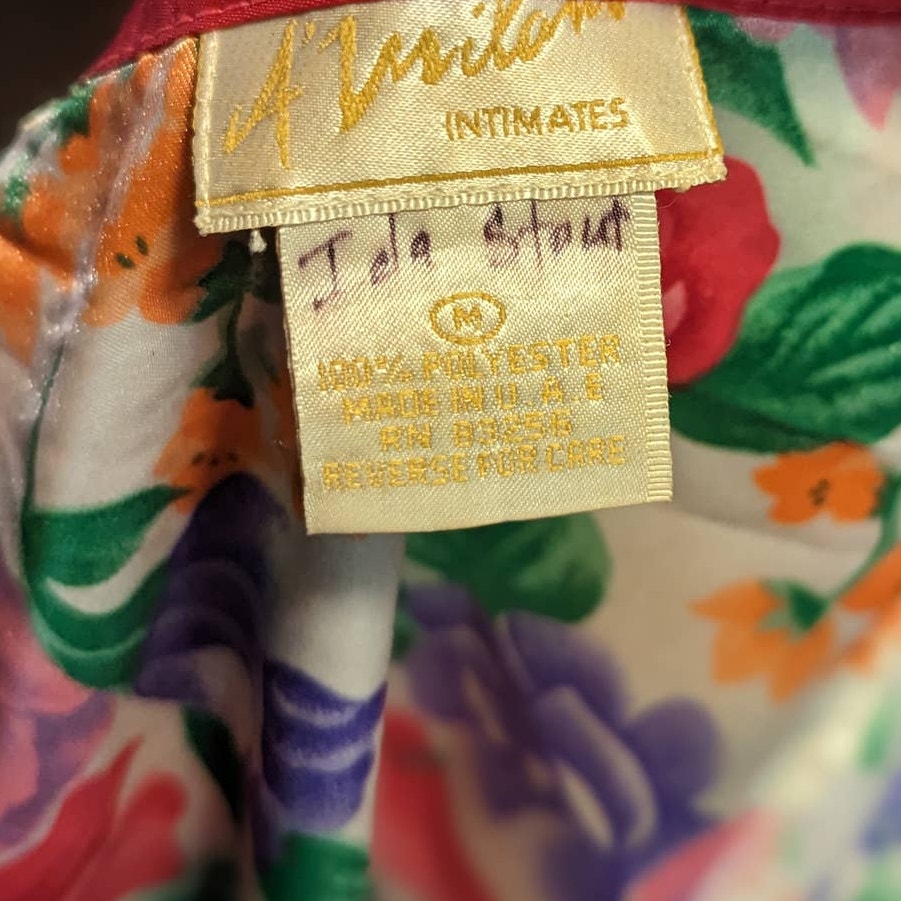 INTIMATES
Ida Stout
M
100% POLYESTER
MADE IN U.A.E
RN 83256
REVERSE FOR CARE